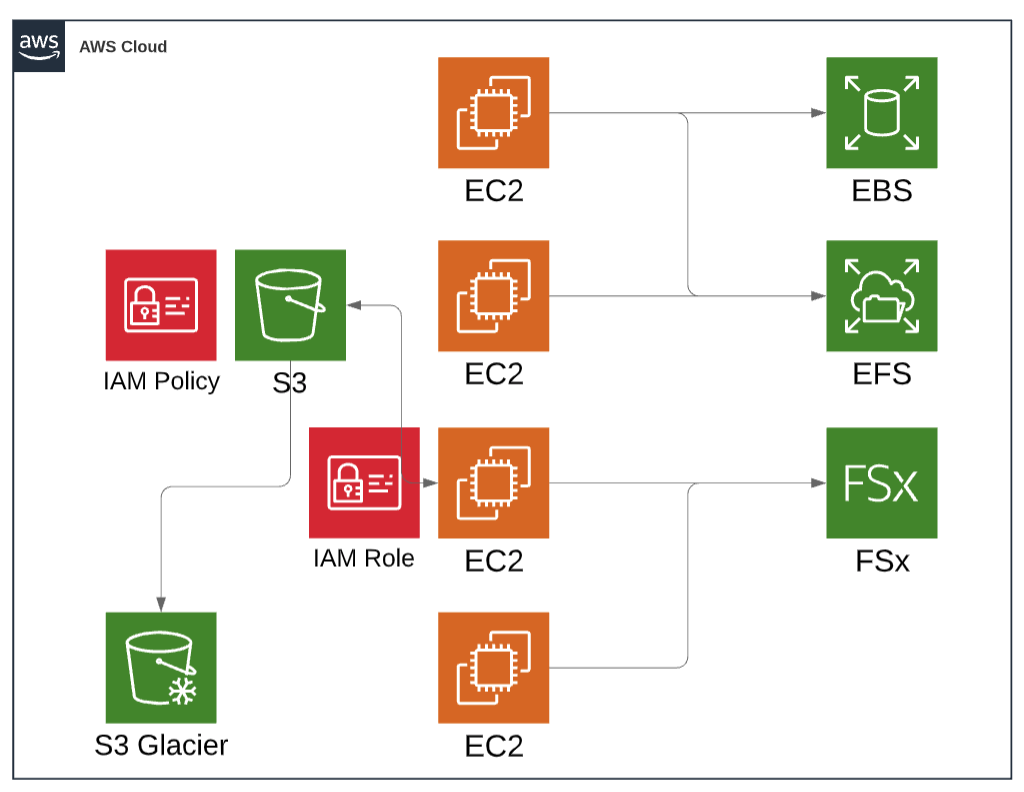 aws
AWS Cloud
EC2
EBS
EC2
EFS
IAM Policy
S3
FSx
IAM Role
EC2
FSx
S3 Glacier
EC2